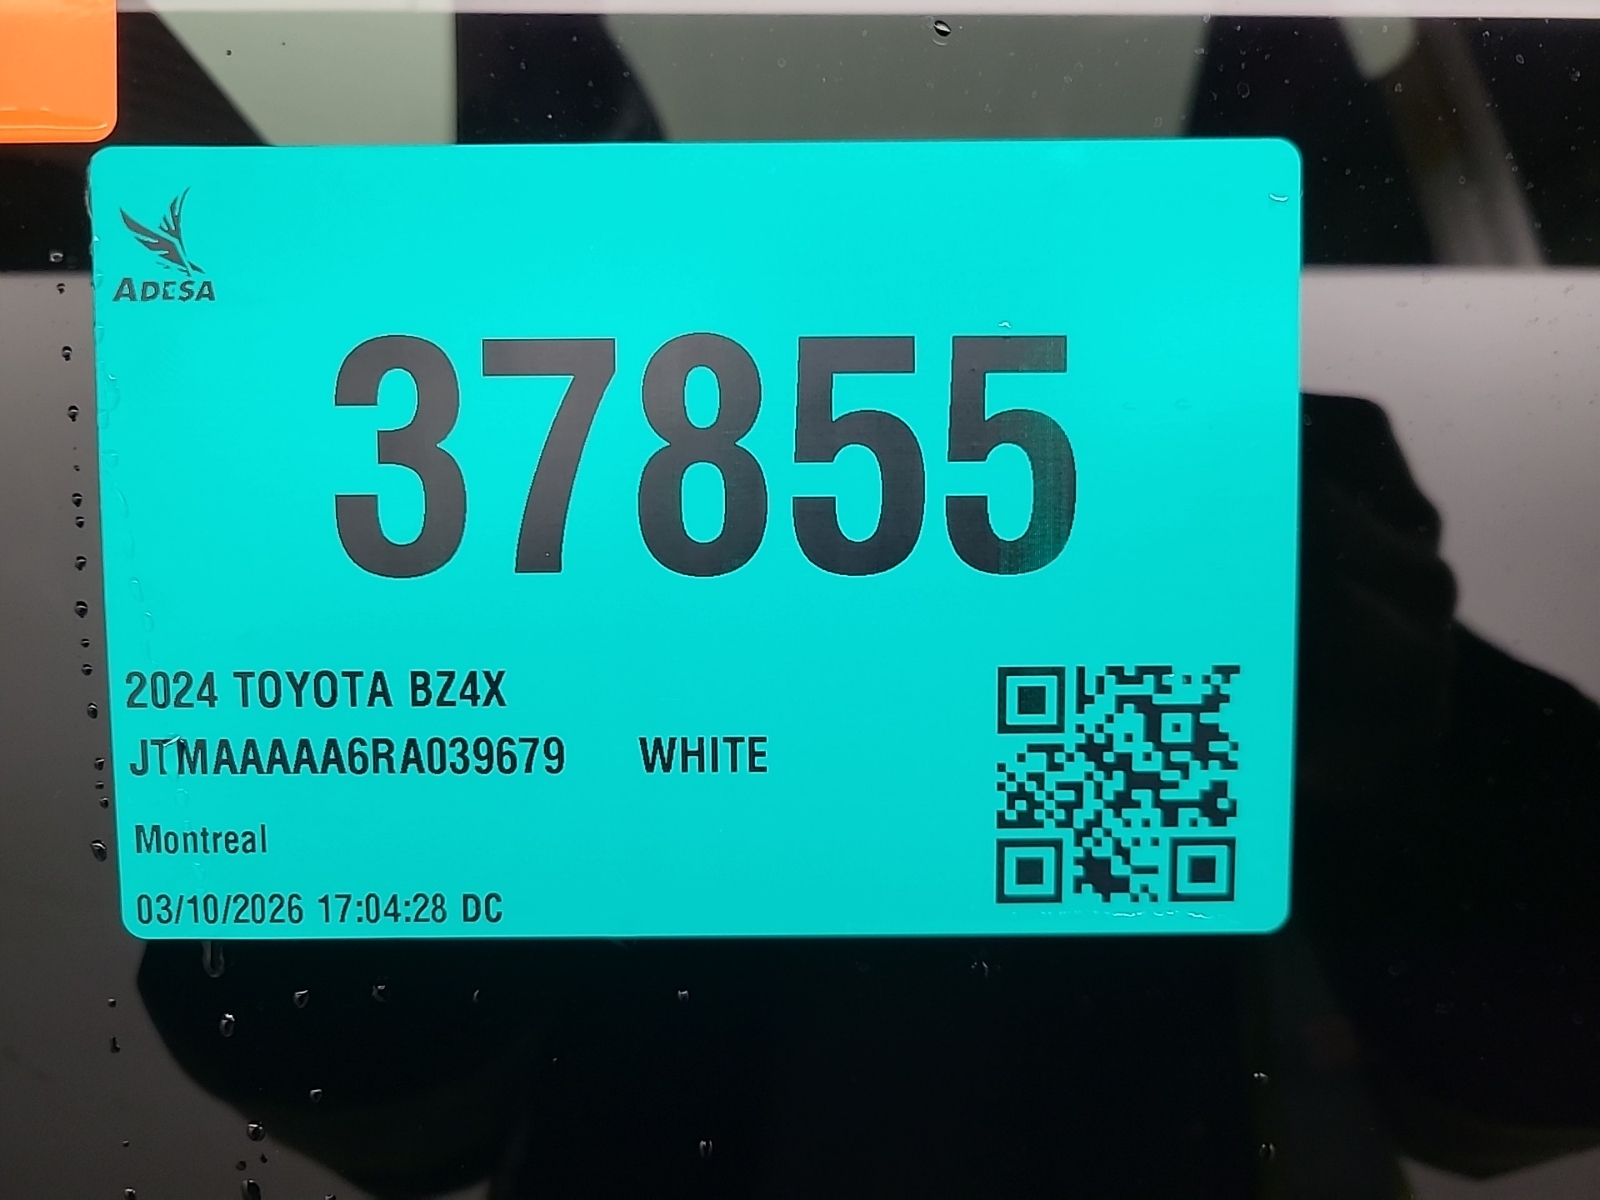 ADESA
37855
2024 TOYOTA BZ4X
JTMAAAAA6RA039679 WHITE
Montreal
03/10/2026 17:04:28 DC